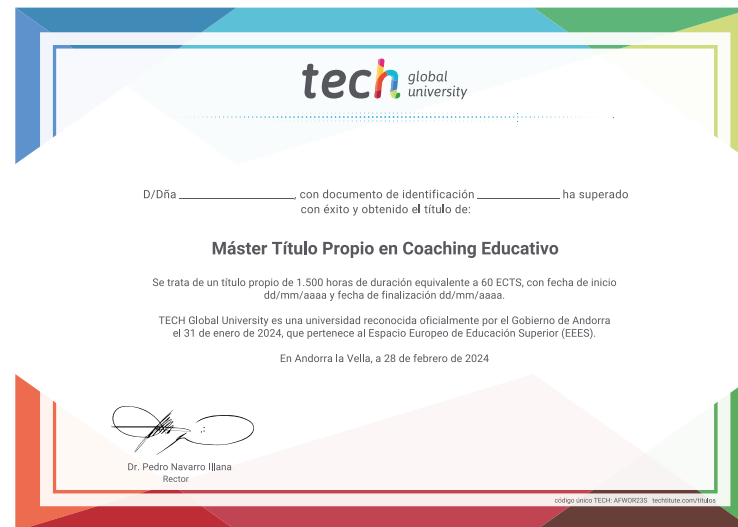 tech global university
D/Dña ____________________, con documento de identificación ______________ ha superado
con éxito y obtenido el título de:
Máster Título Propio en Coaching Educativo
Se trata de un título propio de 1.500 horas de duración equivalente a 60 ECTS, con fecha de inicio
dd/mm/aaaa y fecha de finalización dd/mm/aaaa.
TECH Global University es una universidad reconocida oficialmente por el Gobierno de Andorra
el 31 de enero de 2024, que pertenece al Espacio Europeo de Educación Superior (EEES).
En Andorra la Vella, a 28 de febrero de 2024
Dr. Pedro Navarro Illana
Rector
código único TECH: AFWOR23S techtitute.com/titulos